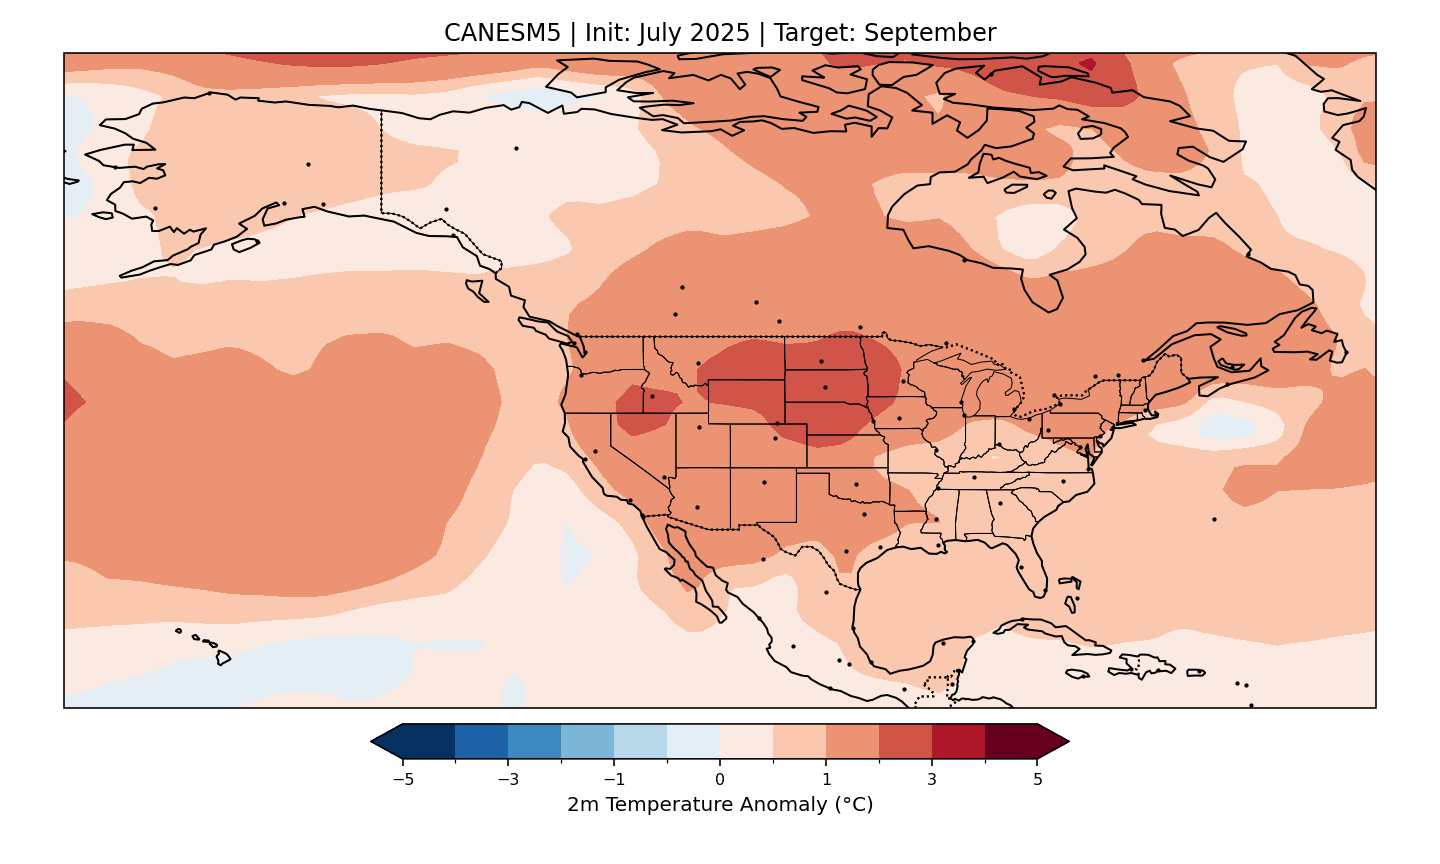 CANESM5 | Init: July 2025 | Target: September
−5 −3 −1 0 1 3 5
2m Temperature Anomaly (°C)